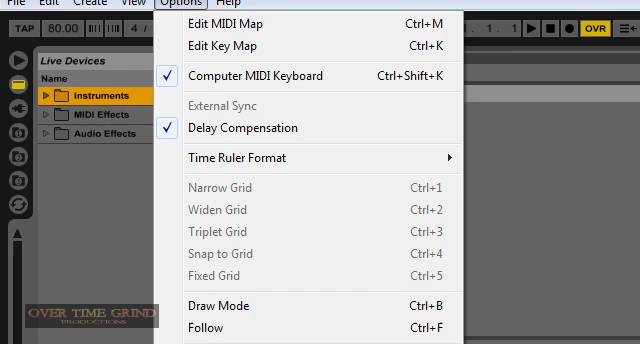 File Edit Create View Options Help
TAP 80.00 4 / 1. 1. 1 OVR
Live Devices
Name
Instruments
MIDI Effects
Audio Effects
Edit MIDI Map Ctrl+M
Edit Key Map Ctrl+K
Computer MIDI Keyboard Ctrl+Shift+K
External Sync
Delay Compensation
Time Ruler Format
Narrow Grid Ctrl+1
Widen Grid Ctrl+2
Triplet Grid Ctrl+3
Snap to Grid Ctrl+4
Fixed Grid Ctrl+5
Draw Mode Ctrl+B
Follow Ctrl+F
OVER TIME GRIND
PRODUCTIONS